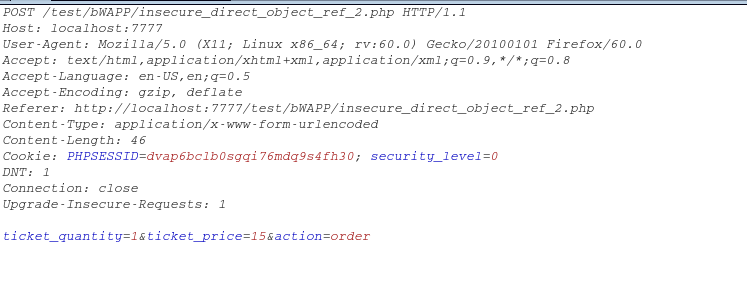 POST /test/bWAPP/insecure_direct_object_ref_2.php HTTP/1.1
Host: localhost:7777
User-Agent: Mozilla/5.0 (X11; Linux x86_64; rv:60.0) Gecko/20100101 Firefox/60.0
Accept: text/html,application/xhtml+xml,application/xml;q=0.9,*/*;q=0.8
Accept-Language: en-US,en;q=0.5
Accept-Encoding: gzip, deflate
Referer: http://localhost:7777/test/bWAPP/insecure_direct_object_ref_2.php
Content-Type: application/x-www-form-urlencoded
Content-Length: 46
Cookie: PHPSESSID=dvap6bclb0sgqi76mdq9s4fh30; security_level=0
DNT: 1
Connection: close
Upgrade-Insecure-Requests: 1
ticket_quantity=1&ticket_price=15&action=order